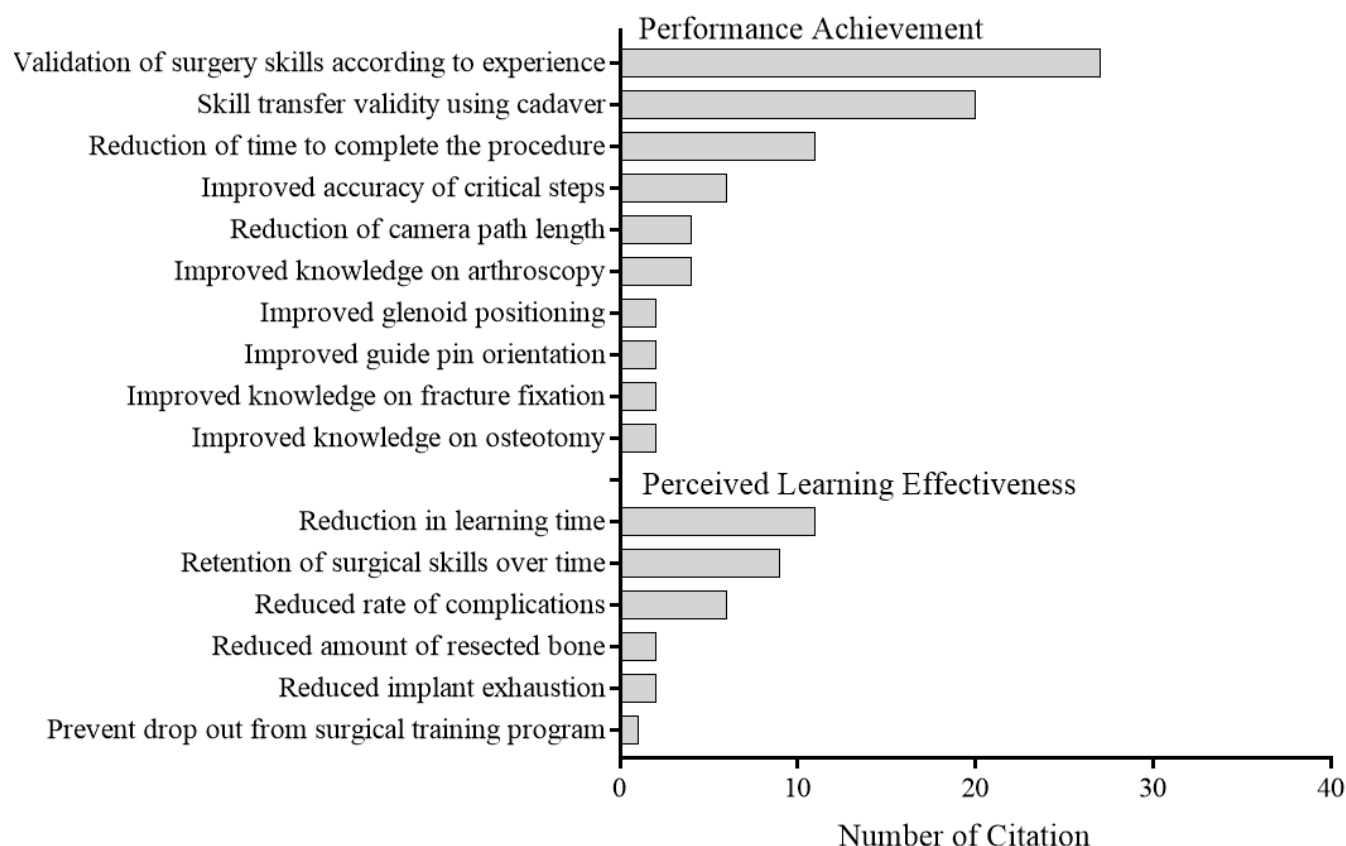 Performance Achievement
Validation of surgery skills according to experience
Skill transfer validity using cadaver
Reduction of time to complete the procedure
Improved accuracy of critical steps
Reduction of camera path length
Improved knowledge on arthroscopy
Improved glenoid positioning
Improved guide pin orientation
Improved knowledge on fracture fixation
Improved knowledge on osteotomy
Perceived Learning Effectiveness
Reduction in learning time
Retention of surgical skills over time
Reduced rate of complications
Reduced amount of resected bone
Reduced implant exhaustion
Prevent drop out from surgical training program
0 10 20 30 40
Number of Citation